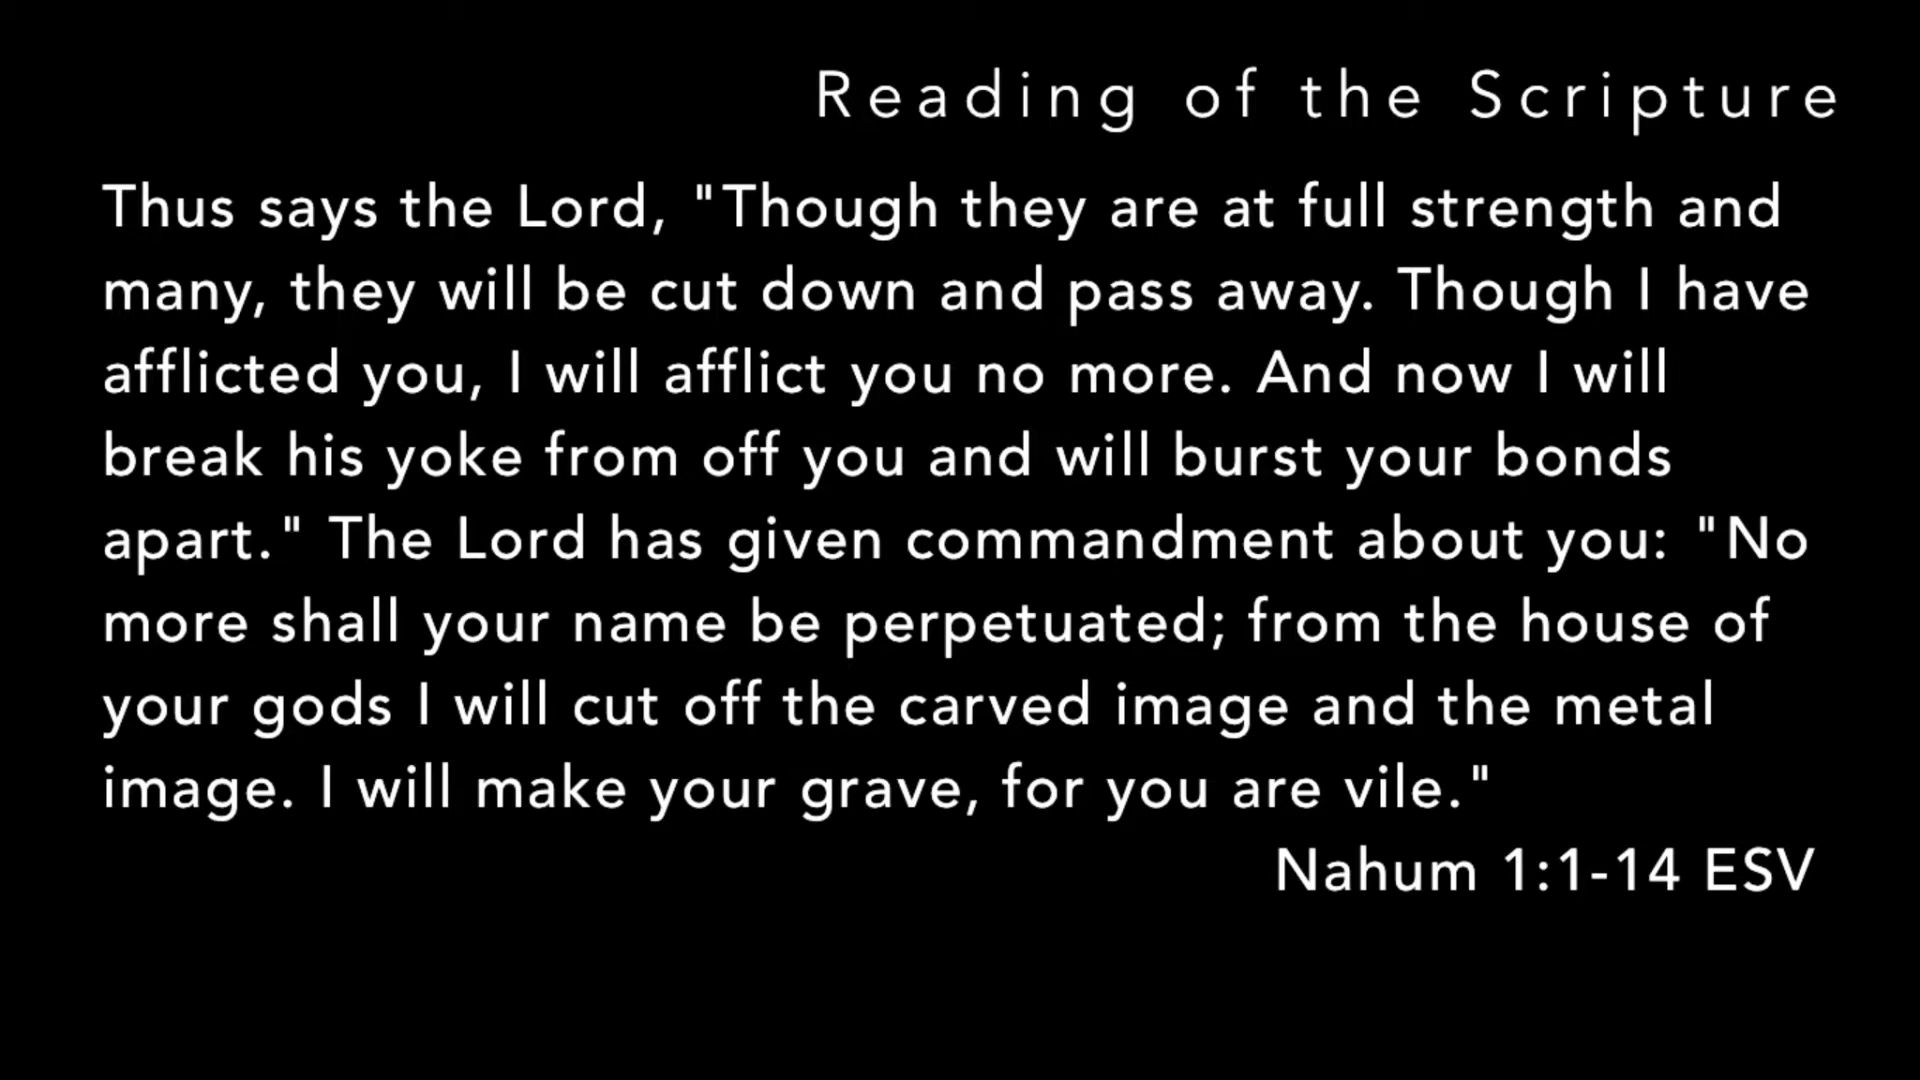 Reading of the Scripture
Thus says the Lord, "Though they are at full strength and
many, they will be cut down and pass away. Though I have
afflicted you, I will afflict you no more. And now I will
break his yoke from off you and will burst your bonds
apart." The Lord has given commandment about you: "No
more shall your name be perpetuated; from the house of
your gods I will cut off the carved image and the metal
image. I will make your grave, for you are vile."
Nahum 1:1-14 ESV